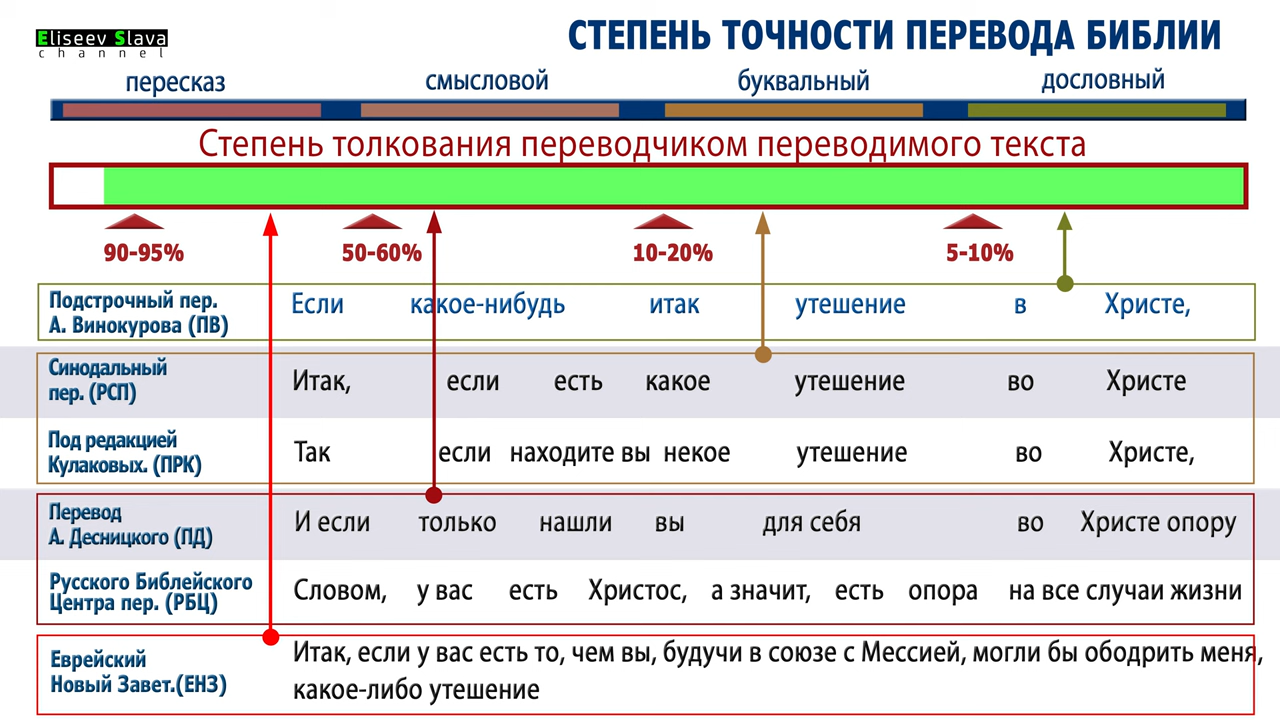 Eliseev Slava
channel
СТЕПЕНЬ ТОЧНОСТИ ПЕРЕВОДА БИБЛИИ
пересказ смысловой буквальный дословный
Степень толкования переводчиком переводимого текста
90-95% 50-60% 10-20% 5-10%
Подстрочный пер.
А. Винокурова (ПВ)
Если какое-нибудь итак утешение в Христе,
Синодальный
пер. (РСП)
Итак, если есть какое утешение во Христе
Под редакцией
Кулаковых. (ПРК)
Так если находите вы некое утешение во Христе,
Перевод
А. Десницкого (ПД)
И если только нашли вы для себя во Христе опору
Русского Библейского
Центра пер. (РБЦ)
Словом, у вас есть Христос, а значит, есть опора на все случаи жизни
Еврейский
Новый Завет.(ЕНЗ)
Итак, если у вас есть то, чем вы, будучи в союзе с Мессией, могли бы ободрить меня,
какое-либо утешение